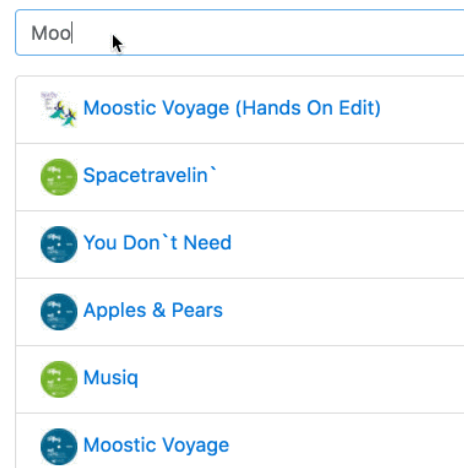 Moo
Moostic Voyage (Hands On Edit)
Spacetravelin`
You Don`t Need
Apples & Pears
Musiq
Moostic Voyage